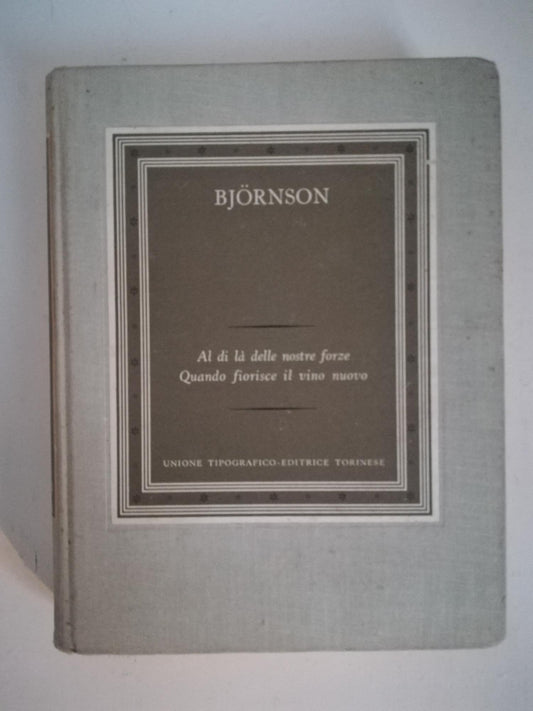 BJÖRNSON
Al di là delle nostre forze
Quando fiorisce il vino nuovo
UNIONE TIPOGRAFICO-EDITRICE TORINESE